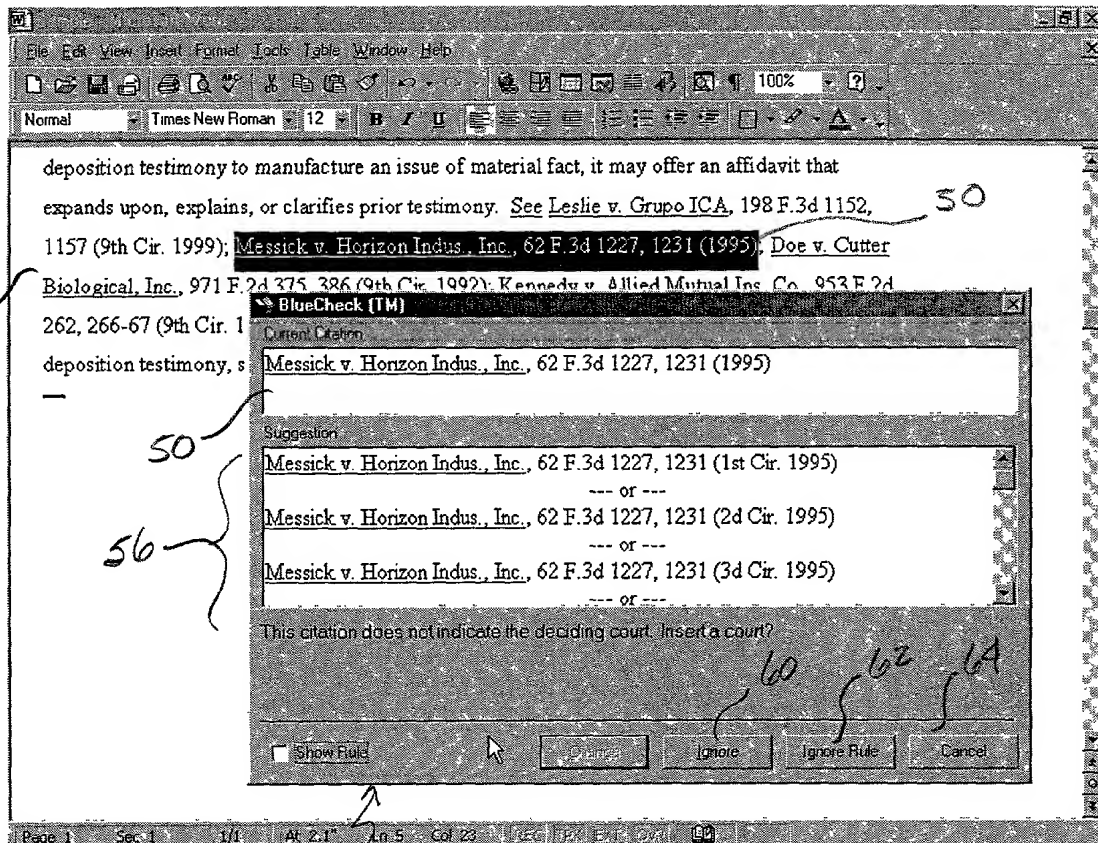 File Edit View Insert Format Tools Table Window Help
100%
Normal Times New Roman 12 B I U A
deposition testimony to manufacture an issue of material fact, it may offer an affidavit that
expands upon, explains, or clarifies prior testimony. See Leslie v. Grupo ICA, 198 F.3d 1152,
50
1157 (9th Cir. 1999); Messick v. Horizon Indus., Inc., 62 F.3d 1227, 1231 (1995); Doe v. Cutter
Biological, Inc., 971 F.2d 375, 386 (9th Cir. 1992); Kennedy v. Allied Mutual Ins. Co., 953 F.2d
262, 266-67 (9th Cir. 1
deposition testimony, s
BlueCheck (TM)
Current Citation
Messick v. Horizon Indus., Inc., 62 F.3d 1227, 1231 (1995)
50
Suggestion
Messick v. Horizon Indus., Inc., 62 F.3d 1227, 1231 (1st Cir. 1995)
--- or ---
Messick v. Horizon Indus., Inc., 62 F.3d 1227, 1231 (2d Cir. 1995)
56
--- or ---
Messick v. Horizon Indus., Inc., 62 F.3d 1227, 1231 (3d Cir. 1995)
--- or ---
This citation does not indicate the deciding court. Insert a court?
60 62 64
Show Rule Change Ignore Ignore Rule Cancel
Page 1 Sec 1 1/1 At 2.1" Ln 5 Col 23 REC TRK EXT OVR